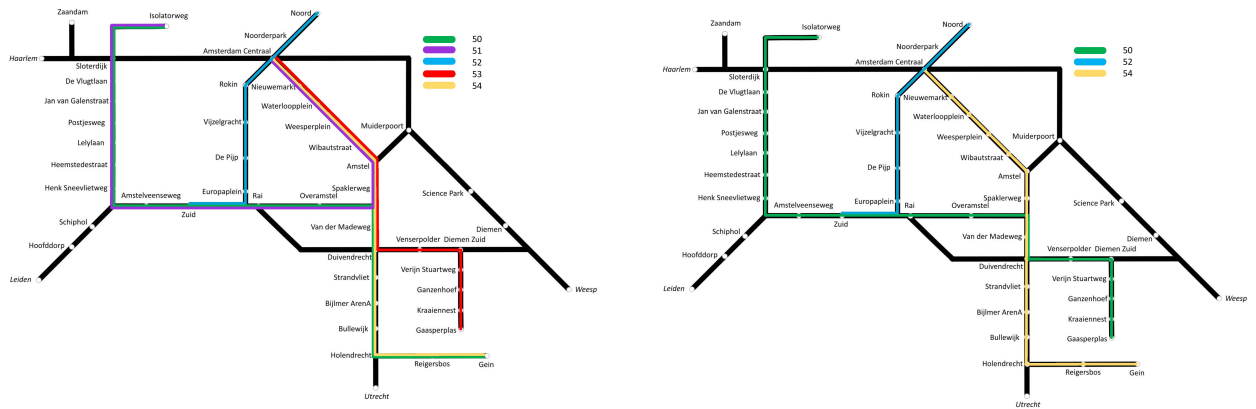 Noord
Zaandam
Isolatorweg
Noorderpark
50
Amsterdam Centraal
51
Haarlem
Sloterdijk
52
De Vlugtlaan
Rokin
Nieuwemarkt
53
54
Jan van Galenstraat
Waterloopplein
Postjesweg
Vijzelgracht
Weesperplein
Muiderpoort
Lelylaan
Wibautstraat
De Pijp
Heemstedestraat
Amstel
Henk Sneevlietweg
Europaplein
Spaklerweg
Amstelveenseweg
Rai
Overamstel
Science Park
Zuid
Schiphol
Van der Madeweg
Diemen
Hoofddorp
Venserpolder
Diemen Zuid
Duivendrecht
Leiden
Strandvliet
Verijn Stuartweg
Weesp
Ganzenhoef
Bijlmer ArenA
Kraaiennest
Bullewijk
Gaasperplas
Holendrecht
Reigersbos
Gein
Utrecht
Noord
Zaandam
Isolatorweg
Noorderpark
50
Amsterdam Centraal
52
Haarlem
Sloterdijk
54
De Vlugtlaan
Rokin
Nieuwemarkt
Jan van Galenstraat
Waterloopplein
Postjesweg
Vijzelgracht
Weesperplein
Muiderpoort
Lelylaan
Wibautstraat
De Pijp
Heemstedestraat
Amstel
Henk Sneevlietweg
Europaplein
Spaklerweg
Amstelveenseweg
Rai
Overamstel
Science Park
Zuid
Schiphol
Van der Madeweg
Diemen
Hoofddorp
Venserpolder
Diemen Zuid
Duivendrecht
Leiden
Strandvliet
Verijn Stuartweg
Weesp
Ganzenhoef
Bijlmer ArenA
Kraaiennest
Bullewijk
Gaasperplas
Holendrecht
Reigersbos
Gein
Utrecht